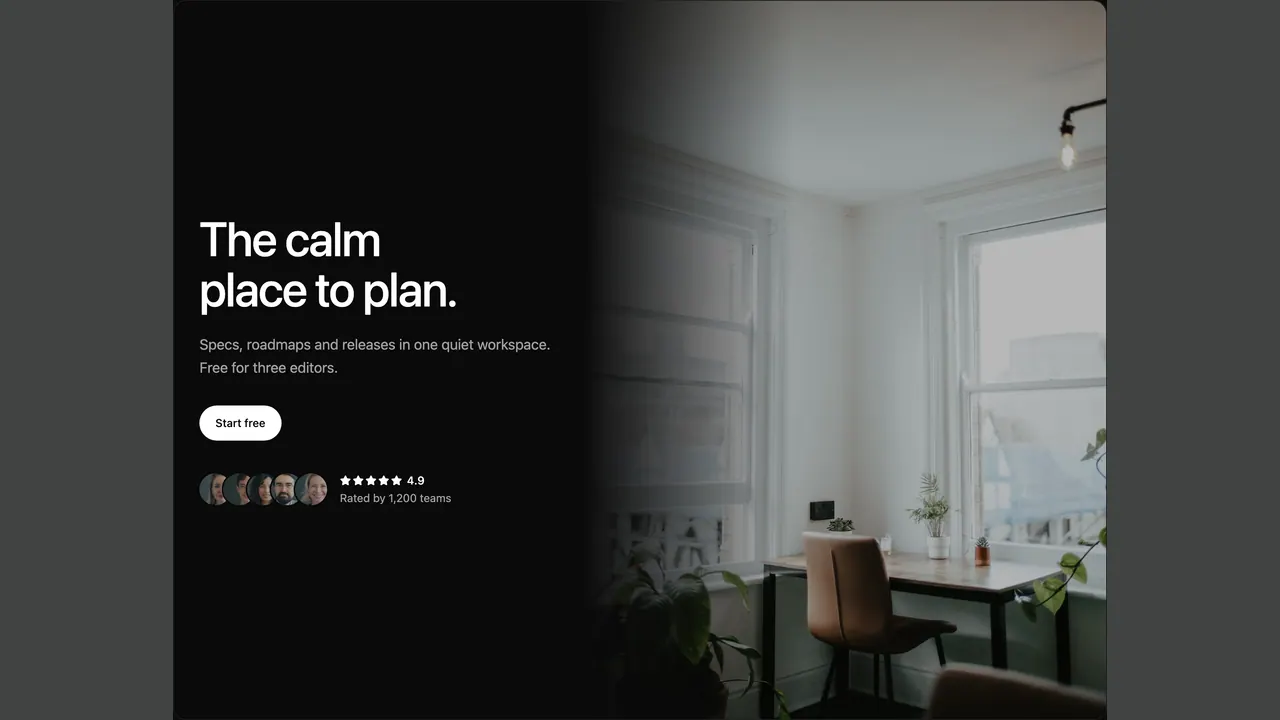 The calm
place to plan.
Specs, roadmaps and releases in one quiet workspace.
Free for three editors.
Start free
4.9
Rated by 1,200 teams